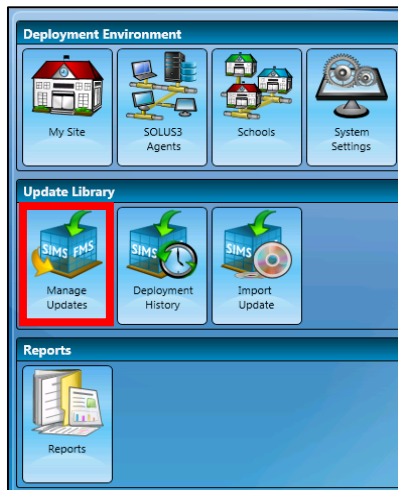 Deployment Environment
My Site
SOLUS3
Agents
Schools
System
Settings
Update Library
SIMS FMS
Manage
Updates
SIMS
Deployment
History
SIMS
Import
Update
Reports
Reports